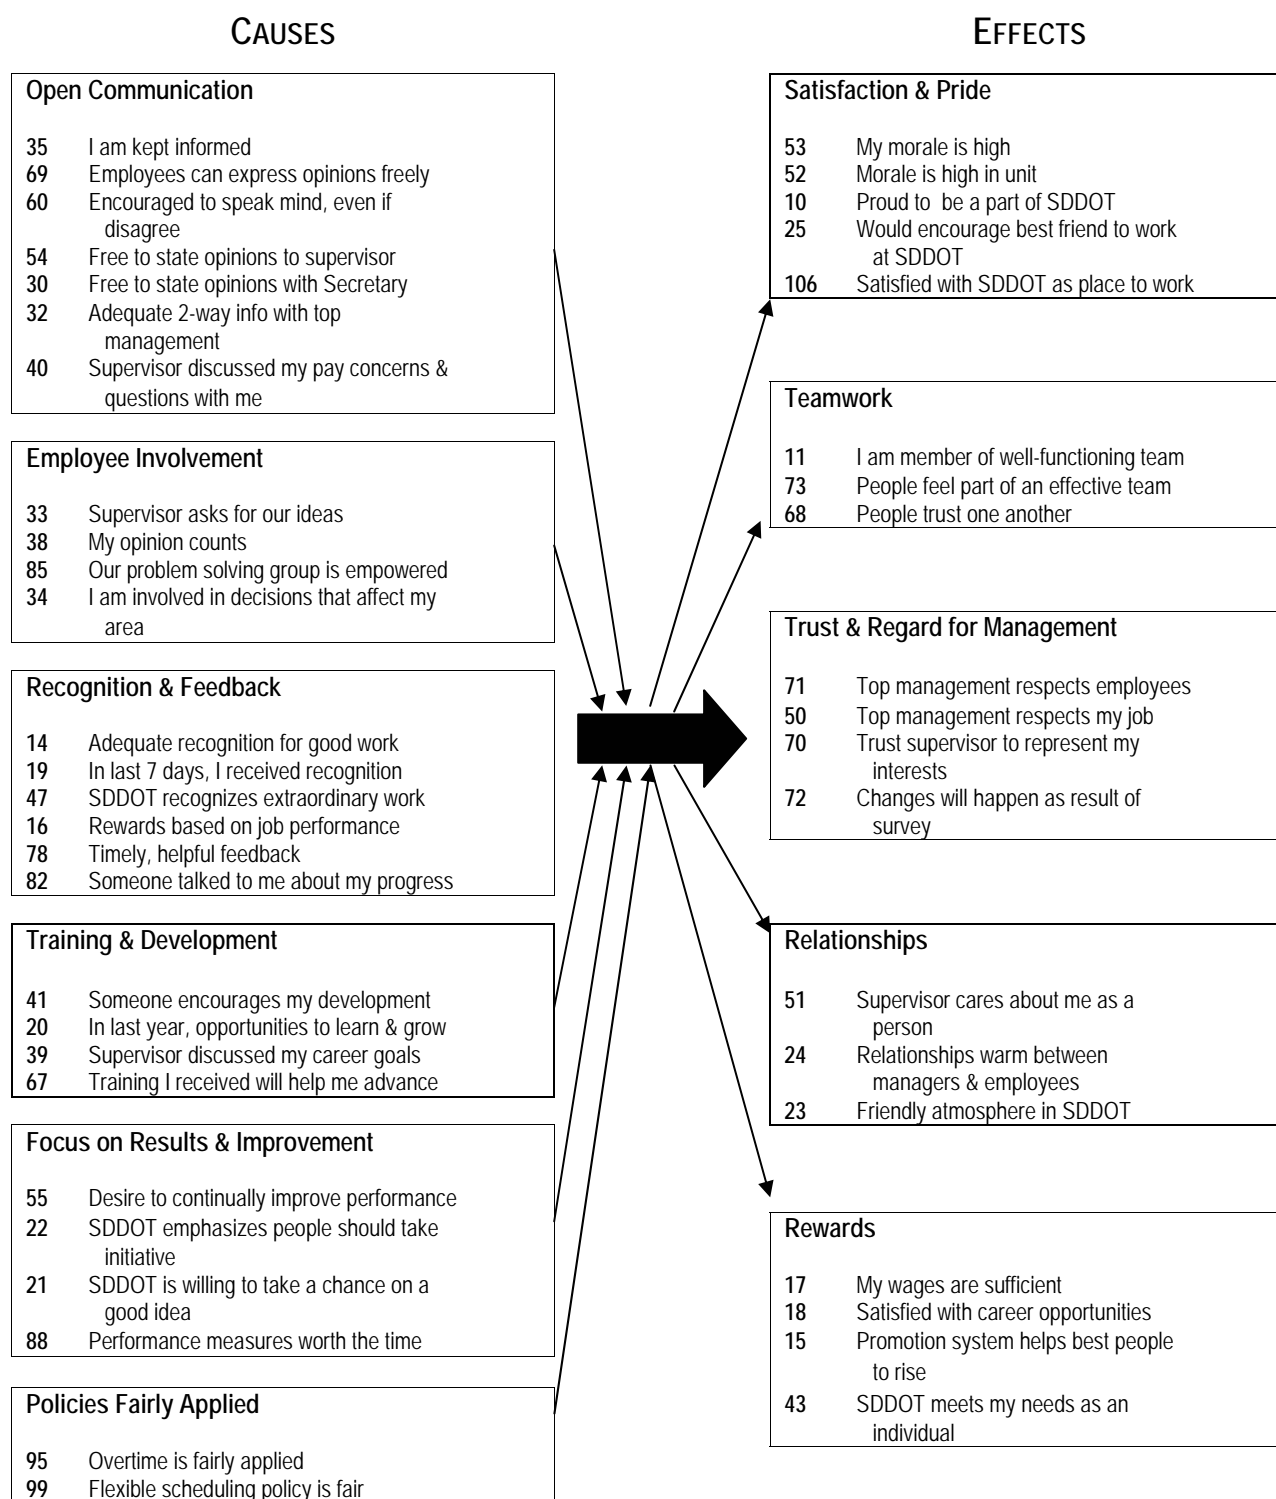 CAUSES
Open Communication
35 I am kept informed
69 Employees can express opinions freely
60 Encouraged to speak mind, even if
disagree
54 Free to state opinions to supervisor
30 Free to state opinions with Secretary
32 Adequate 2-way info with top
management
40 Supervisor discussed my pay concerns &
questions with me
Employee Involvement
33 Supervisor asks for our ideas
38 My opinion counts
85 Our problem solving group is empowered
34 I am involved in decisions that affect my
area
Recognition & Feedback
14 Adequate recognition for good work
19 In last 7 days, I received recognition
47 SDDOT recognizes extraordinary work
16 Rewards based on job performance
78 Timely, helpful feedback
82 Someone talked to me about my progress
Training & Development
41 Someone encourages my development
20 In last year, opportunities to learn & grow
39 Supervisor discussed my career goals
67 Training I received will help me advance
Focus on Results & Improvement
55 Desire to continually improve performance
22 SDDOT emphasizes people should take
initiative
21 SDDOT is willing to take a chance on a
good idea
88 Performance measures worth the time
Policies Fairly Applied
95 Overtime is fairly applied
99 Flexible scheduling policy is fair
EFFECTS
Satisfaction & Pride
53 My morale is high
52 Morale is high in unit
10 Proud to be a part of SDDOT
25 Would encourage best friend to work
at SDDOT
106 Satisfied with SDDOT as place to work
Teamwork
11 I am member of well-functioning team
73 People feel part of an effective team
68 People trust one another
Trust & Regard for Management
71 Top management respects employees
50 Top management respects my job
70 Trust supervisor to represent my
interests
72 Changes will happen as result of
survey
Relationships
51 Supervisor cares about me as a
person
24 Relationships warm between
managers & employees
23 Friendly atmosphere in SDDOT
Rewards
17 My wages are sufficient
18 Satisfied with career opportunities
15 Promotion system helps best people
to rise
43 SDDOT meets my needs as an
individual